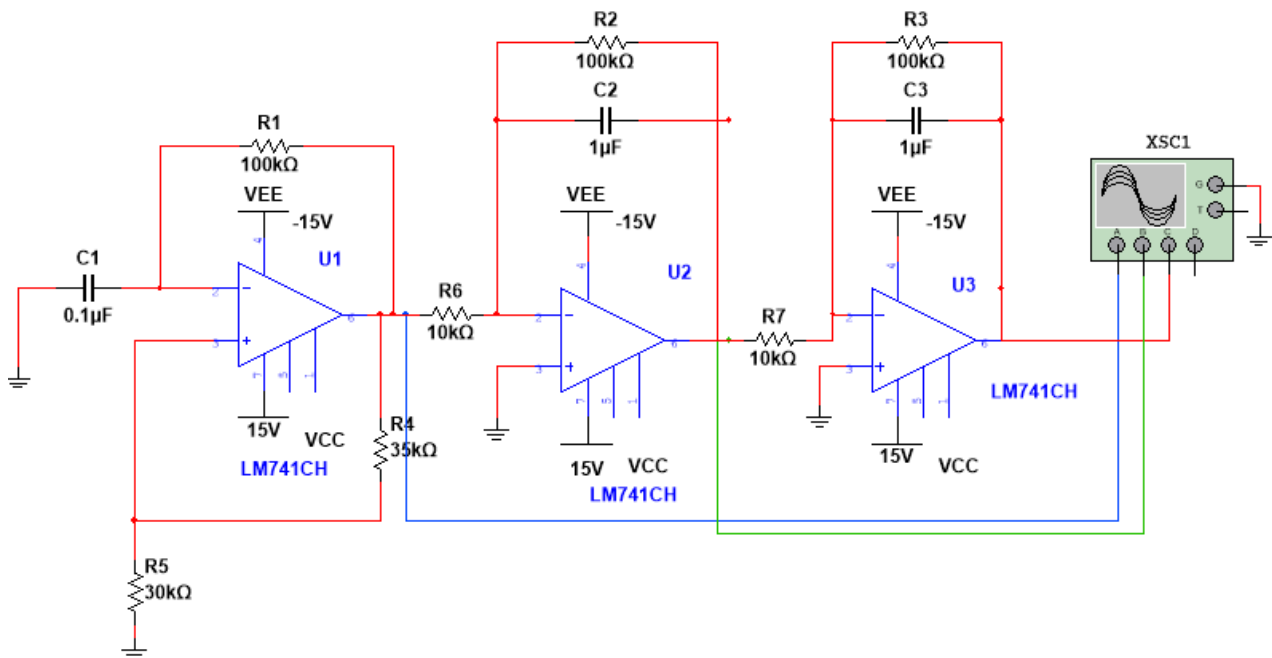 R2
100kΩ
C2
1µF
R3
100kΩ
C3
1µF
R1
100kΩ
XSC1
G
T
A
B
C
D
VEE
-15V
4
U1
C1
0.1µF
2
3
6
7
5
1
15V
VCC
LM741CH
R4
35kΩ
R5
30kΩ
R6
10kΩ
VEE
-15V
4
U2
2
3
6
7
5
1
15V
VCC
LM741CH
R7
10kΩ
VEE
-15V
4
U3
2
3
6
7
5
1
15V
VCC
LM741CH